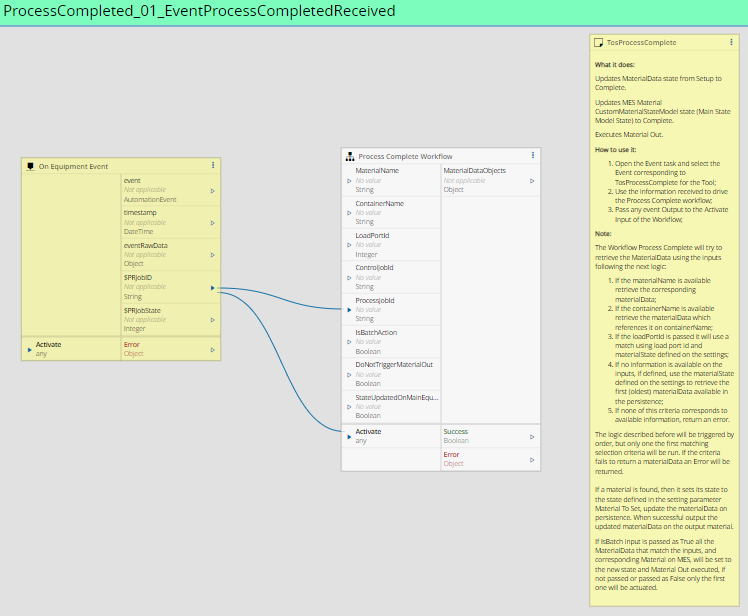 ProcessCompleted_01_EventProcessCompletedReceived
On Equipment Event
event
Not applicable
AutomationEvent
timestamp
Not applicable
DateTime
eventRawData
Not applicable
Object
$PRJobID
Not applicable
String
$PRJobState
Not applicable
Integer
Activate
any
Error
Object
Process Complete Workflow
MaterialName
No value
String
ContainerName
No value
String
LoadPortId
No value
Integer
ControlJobId
No value
String
ProcessJobId
No value
String
IsBatchAction
No value
Boolean
DoNotTriggerMaterialOut
No value
Boolean
StateUpdatedOnMainEqu...
No value
Boolean
MaterialDataObjects
Not applicable
Object
Activate
any
Success
Boolean
Error
Object
TosProcessComplete
What it does:
Updates MaterialData state from Setup to
Complete.
Updates MES Material
CustomMaterialStateModel state (Main State
Model State) to Complete.
Executes Material Out.
How to use it:
1. Open the Event task and select the
Event corresponding to
TosProcessComplete for the Tool;
2. Use the information received to drive
the Process Complete workflow;
3. Pass any event Output to the Activate
Input of the Workflow;
Note:
The Workflow Process Complete will try to
retrieve the MaterialData using the inputs
following the next logic:
1. If the materialName is available
retrieve the corresponding
materialData;
2. If the containerName is available
retrieve the materialData which
references it on containerName;
3. If the loadPortId is passed it will use a
match using load port id and
materialState defined on the settings;
4. If no information is available on the
inputs, if defined, use the materialState
defined on the settings to retrieve the
first (oldest) materialData available in
the persistence;
5. If none of this criteria corresponds to
available information, return an error.
The logic described before will be triggered by
order, but only one the first matching
selection criteria will be run. If the criteria
fails to return a materialData an Error will be
returned.
If a material is found, then it sets its state to
the state defined in the setting parameter
Material To Set, update the materialData on
persistence. When successful output the
updated materialData on the output material.
If isBatch input is passed as True all the
MaterialData that match the inputs, and
corresponding Material on MES, will be set to
the new state and Material Out executed, if
not passed or passed as False only the first
one will be actuated.